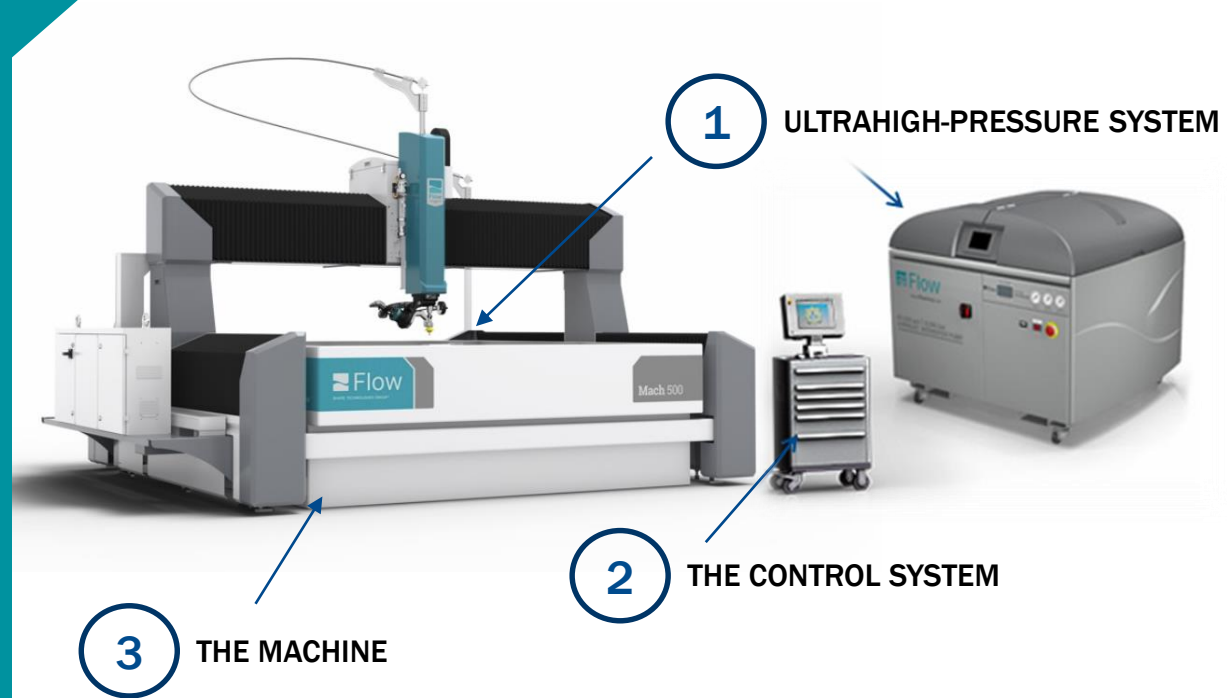 1
ULTRAHIGH-PRESSURE SYSTEM
Flow
Flow
Mach 500
2
THE CONTROL SYSTEM
3
THE MACHINE